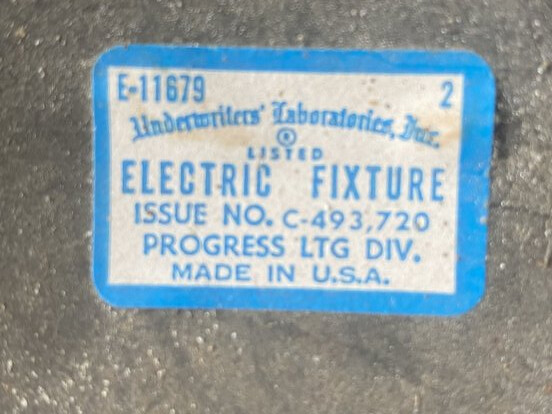 E-11679 2
Underwriters' Laboratories, Inc.
LISTED
ELECTRIC FIXTURE
ISSUE NO. C-493,720
PROGRESS LTG DIV.
MADE IN U.S.A.